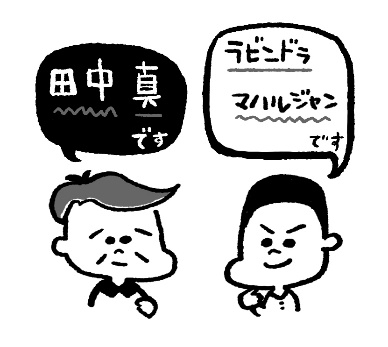 田中 真
です
ラビンドラ
マハルジャン
です